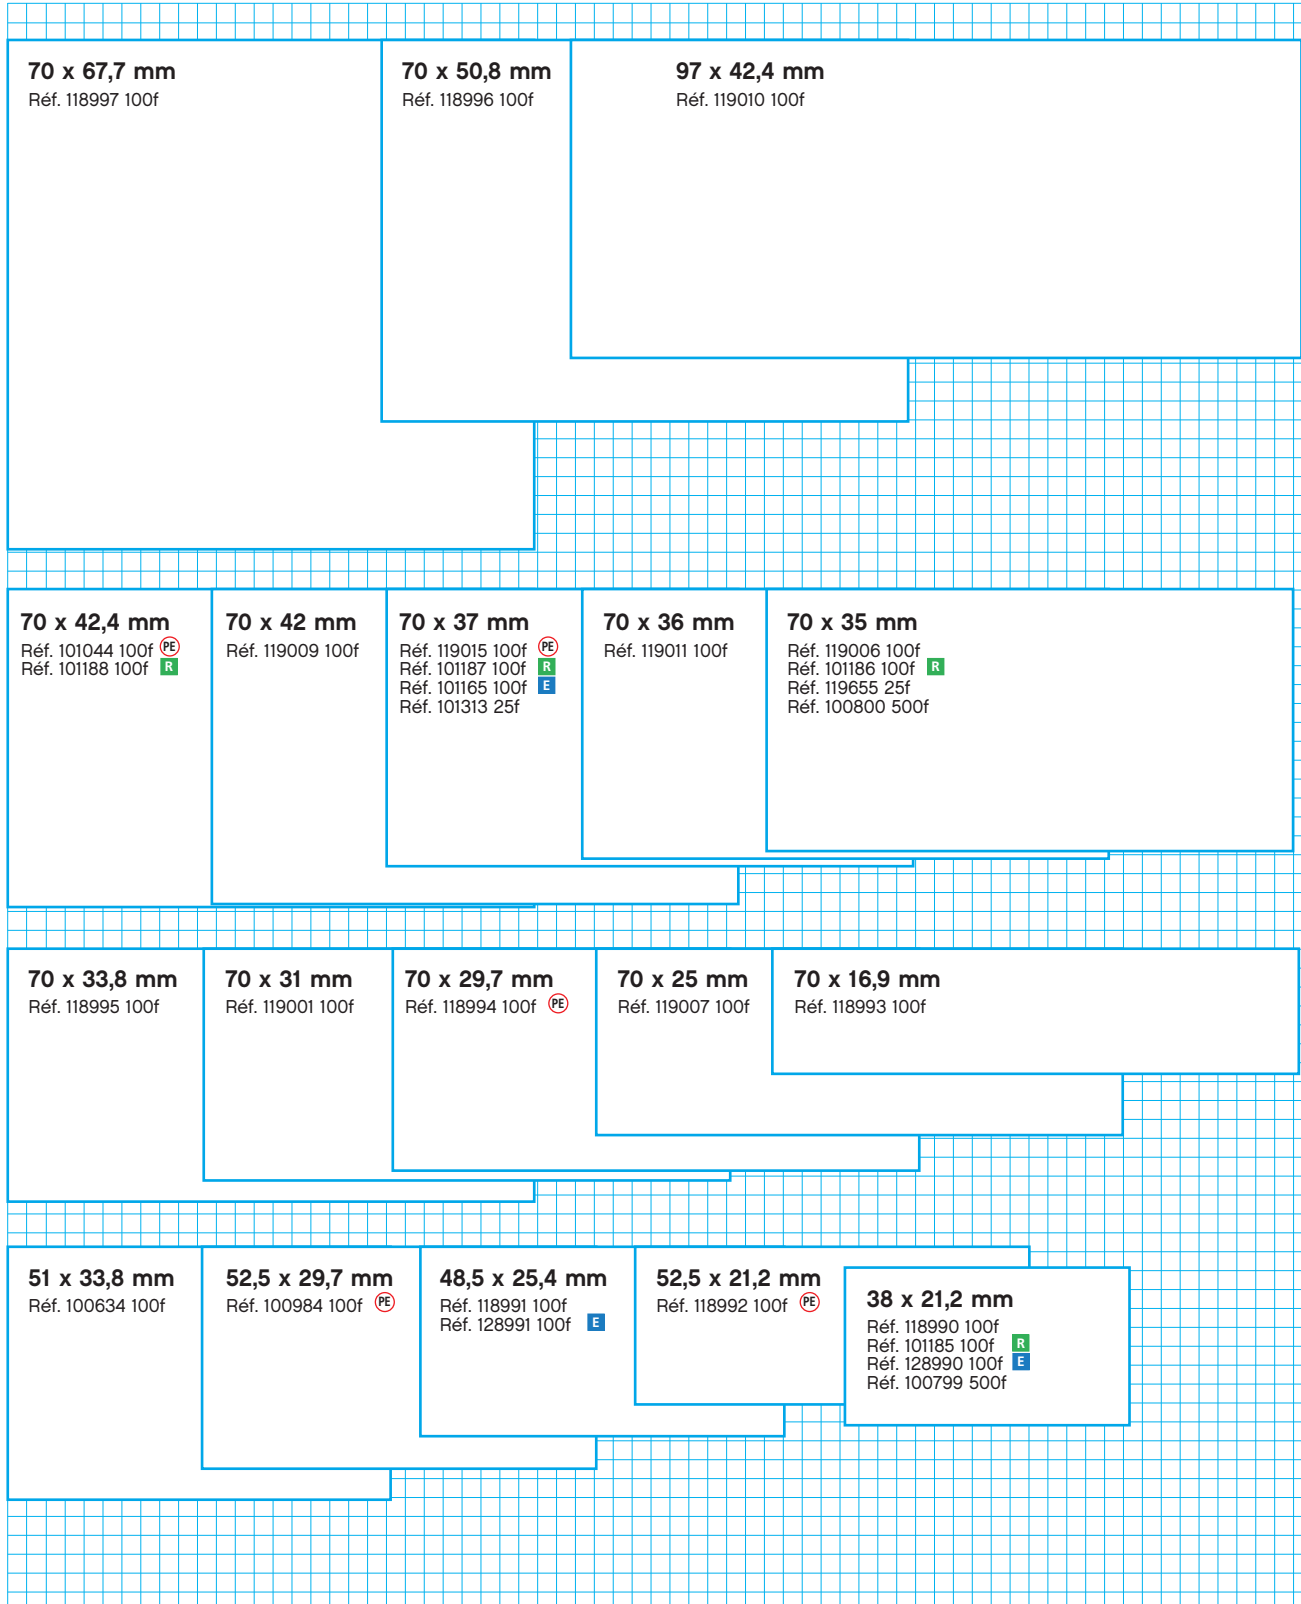 70 x 67,7 mm
Réf. 118997 100f
70 x 50,8 mm
Réf. 118996 100f
97 x 42,4 mm
Réf. 119010 100f
70 x 42,4 mm
Réf. 101044 100f PE
Réf. 101188 100f R
70 x 42 mm
Réf. 119009 100f
70 x 37 mm
Réf. 119015 100f PE
Réf. 101187 100f R
Réf. 101165 100f E
Réf. 101313 25f
70 x 36 mm
Réf. 119011 100f
70 x 35 mm
Réf. 119006 100f
Réf. 101186 100f R
Réf. 119655 25f
Réf. 100800 500f
70 x 33,8 mm
Réf. 118995 100f
70 x 31 mm
Réf. 119001 100f
70 x 29,7 mm
Réf. 118994 100f PE
70 x 25 mm
Réf. 119007 100f
70 x 16,9 mm
Réf. 118993 100f
51 x 33,8 mm
Réf. 100634 100f
52,5 x 29,7 mm
Réf. 100984 100f PE
48,5 x 25,4 mm
Réf. 118991 100f
Réf. 128991 100f E
52,5 x 21,2 mm
Réf. 118992 100f PE
38 x 21,2 mm
Réf. 118990 100f
Réf. 101185 100f R
Réf. 128990 100f E
Réf. 100799 500f